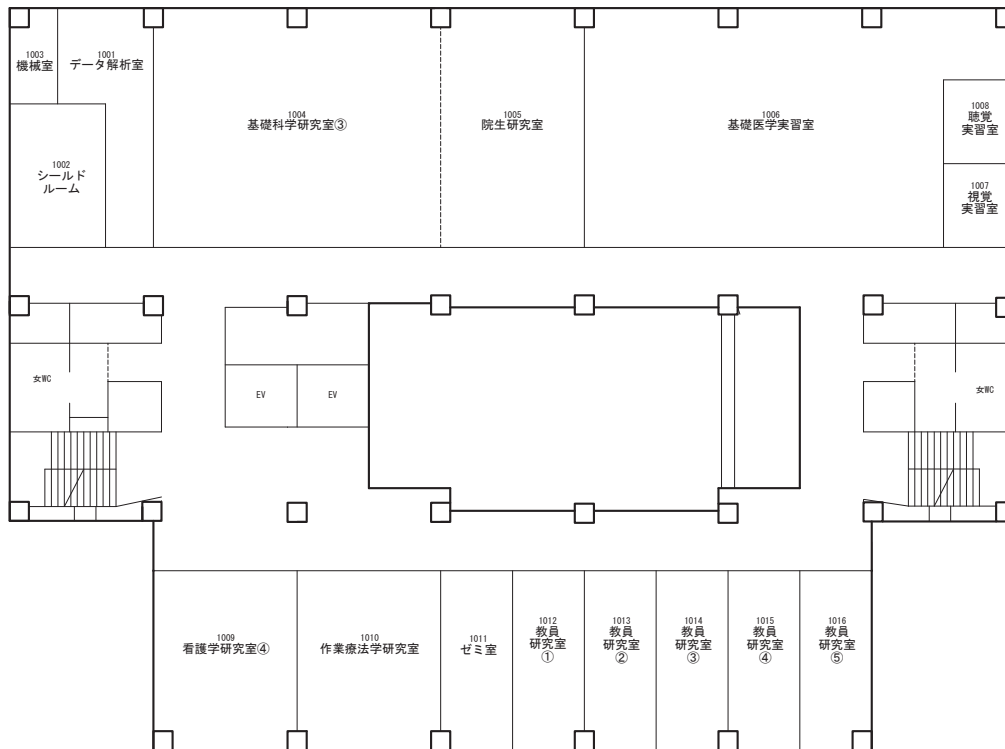 1003
機械室
1001
データ解析室
1002
シールド
ルーム
1004
基礎科学研究室③
1005
院生研究室
1006
基礎医学実習室
1008
聴覚
実習室
1007
視覚
実習室
女WC
EV
EV
女WC
1009
看護学研究室④
1010
作業療法学研究室
1011
ゼミ室
1012
教員
研究室
①
1013
教員
研究室
②
1014
教員
研究室
③
1015
教員
研究室
④
1016
教員
研究室
⑤